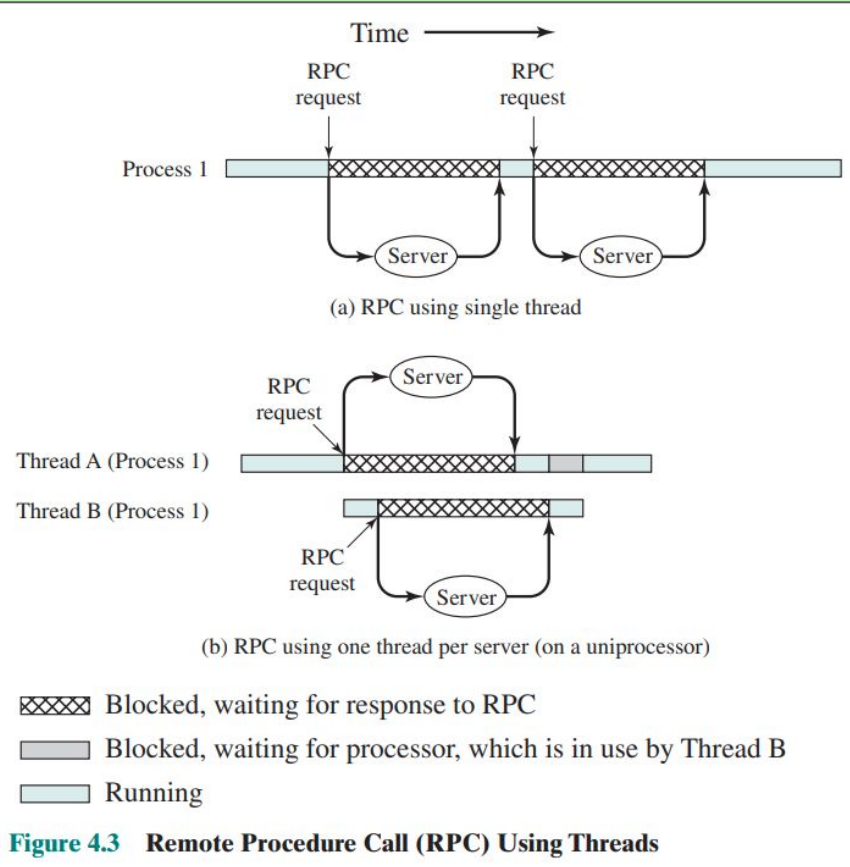 Time
RPC
request
RPC
request
Process 1
Server
Server
(a) RPC using single thread
Server
RPC
request
Thread A (Process 1)
Thread B (Process 1)
RPC
request
Server
(b) RPC using one thread per server (on a uniprocessor)
Blocked, waiting for response to RPC
Blocked, waiting for processor, which is in use by Thread B
Running
Figure 4.3 Remote Procedure Call (RPC) Using Threads